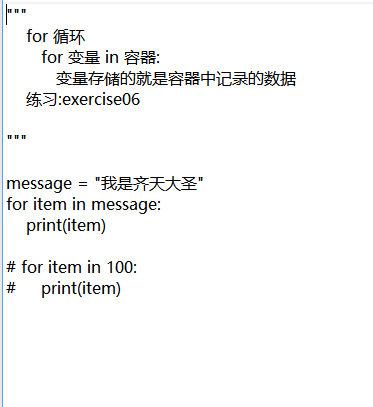 """
    for 循环
        for 变量 in 容器:
            变量存储的就是容器中记录的数据
    练习:exercise06
"""
message = "我是齐天大圣"
for item in message:
    print(item)
# for item in 100:
#     print(item)